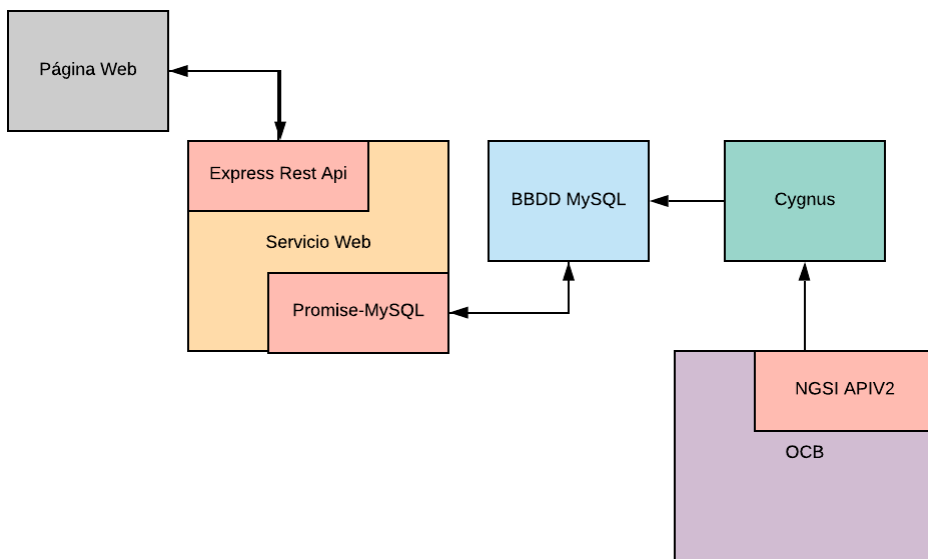 Página Web
Express Rest Api
Servicio Web
Promise-MySQL
BBDD MySQL
Cygnus
NGSI APIV2
OCB